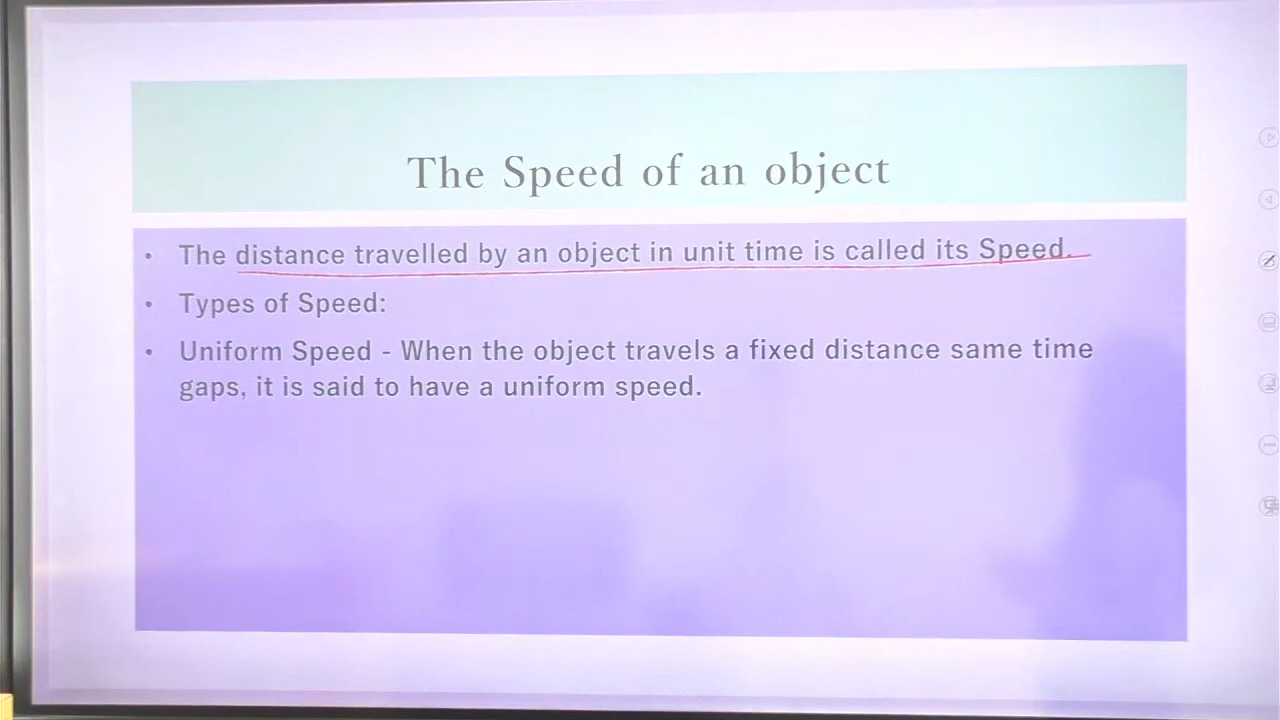 The Speed of an object
• The distance travelled by an object in unit time is called its Speed.
• Types of Speed:
• Uniform Speed - When the object travels a fixed distance same time
gaps, it is said to have a uniform speed.